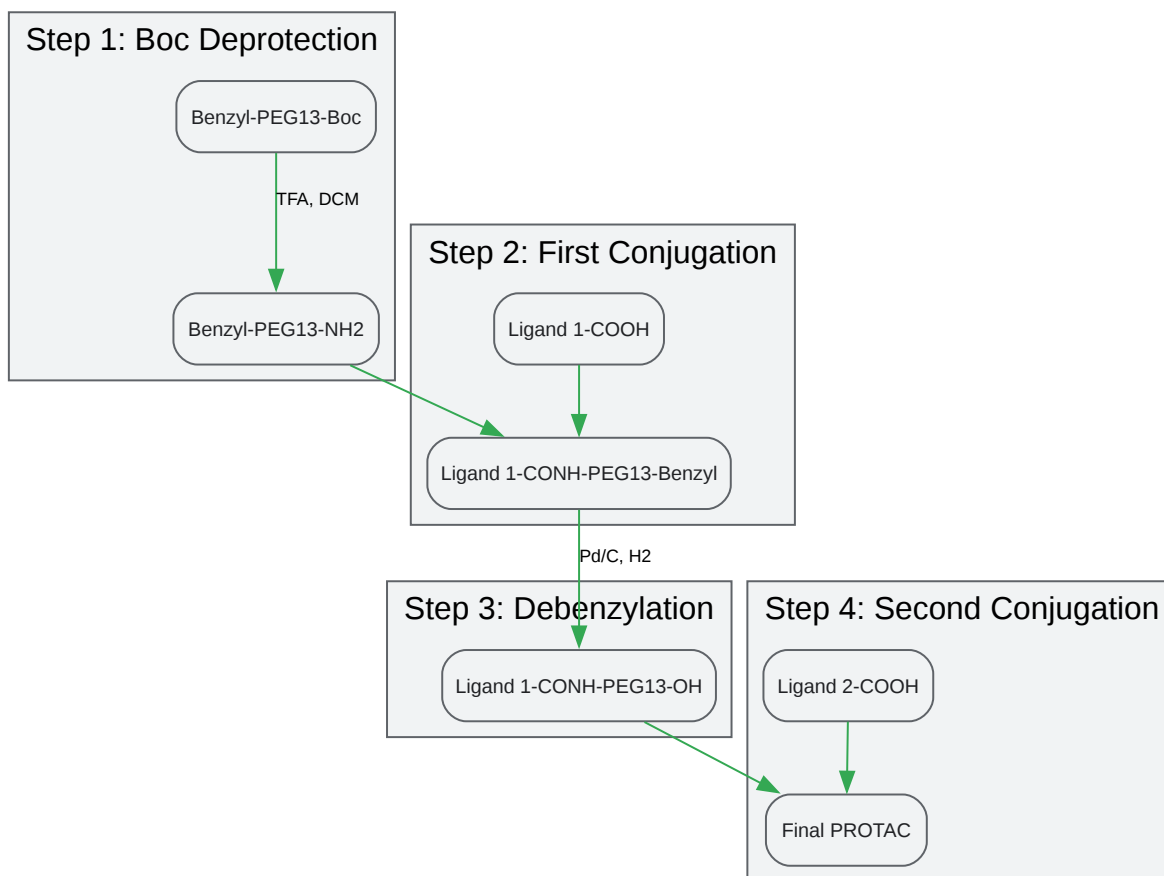 Step 1: Boc Deprotection
Benzyl-PEG13-Boc
TFA, DCM
Benzyl-PEG13-NH2
Step 2: First Conjugation
Ligand 1-COOH
Ligand 1-CONH-PEG13-Benzyl
Pd/C, H2
Step 3: Debenzylation
Ligand 1-CONH-PEG13-OH
Step 4: Second Conjugation
Ligand 2-COOH
Final PROTAC